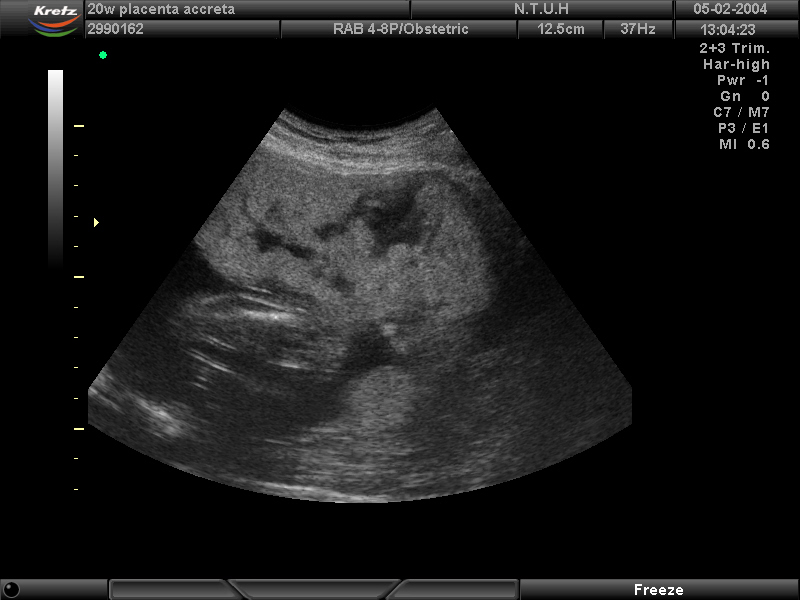 Kretz
20w placenta accreta N.T.U.H 05-02-2004
2990162 RAB 4-8P/Obstetric 12.5cm 37Hz 13:04:23
2+3 Trim.
Har-high
Pwr -1
Gn 0
C7 / M7
P3 / E1
MI 0.6
Freeze